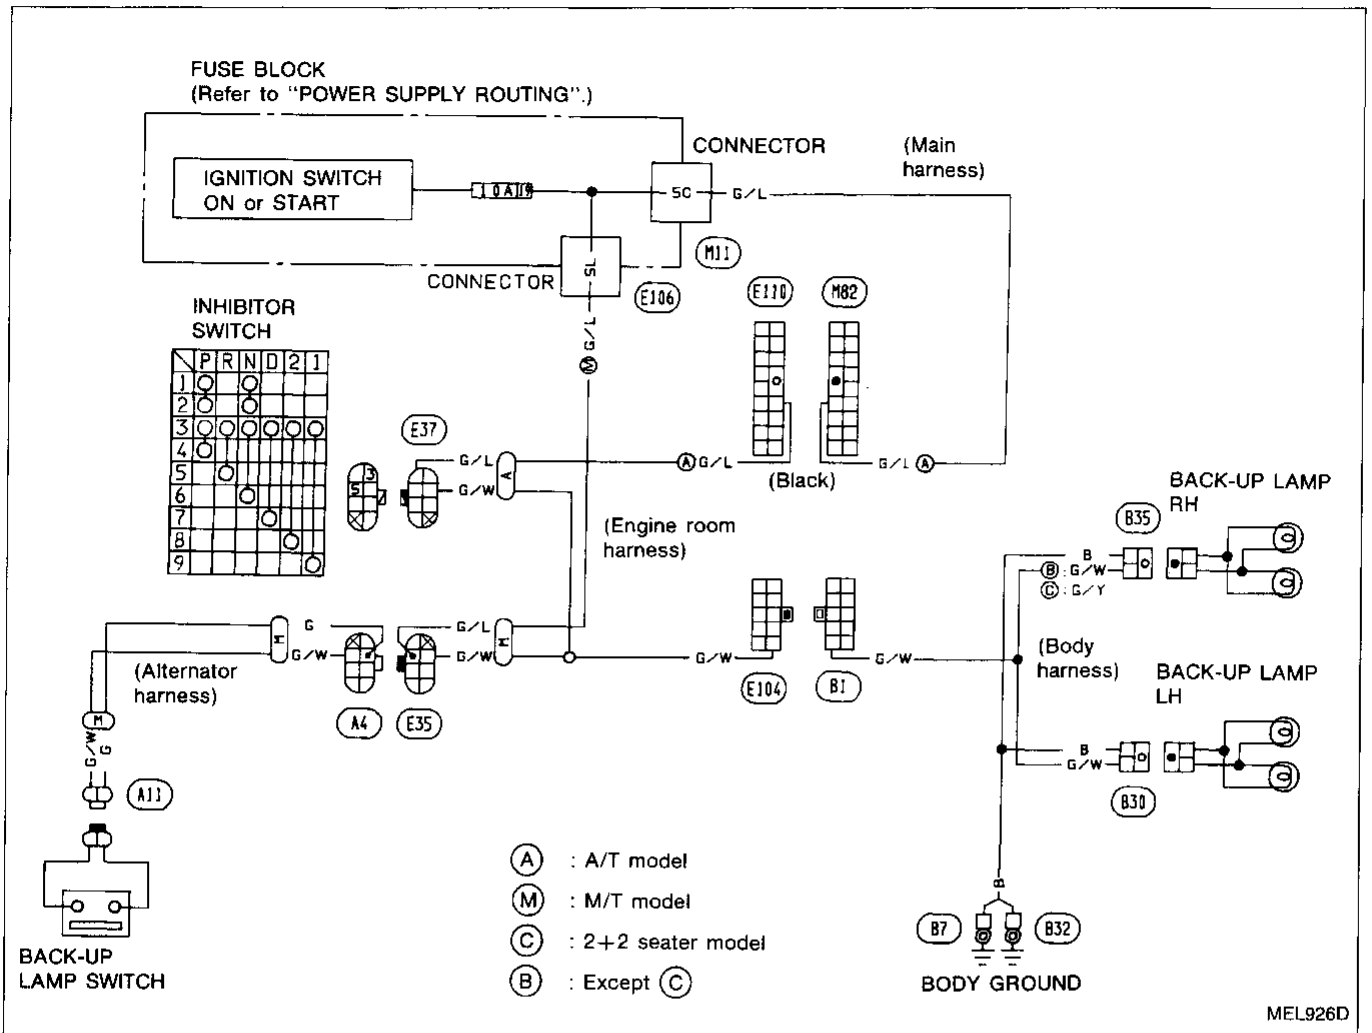 FUSE BLOCK
(Refer to "POWER SUPPLY ROUTING".)
CONNECTOR
(Main
harness)
IGNITION SWITCH
ON or START
10A
5C
G/L
M11
CONNECTOR
5L
E106
E110
M82
G/L
M
INHIBITOR
SWITCH
P R N D 2 1
1
2
3
4
5
6
7
8
9
E37
3
5
G/L
G/W
A
A G/L
(Black)
G/L A
(Engine room
harness)
BACK-UP LAMP
RH
B35
B
B : G/W
C : G/Y
M
G
G/W
G/L
G/W
M
G/W
G/W
(Alternator
harness)
A4
E35
E104
B1
(Body
harness)
BACK-UP LAMP
LH
M
G/W
G
B
G/W
A11
B30
A : A/T model
M : M/T model
C : 2+2 seater model
B : Except C
B
B7
B32
BACK-UP
LAMP SWITCH
BODY GROUND
MEL926D